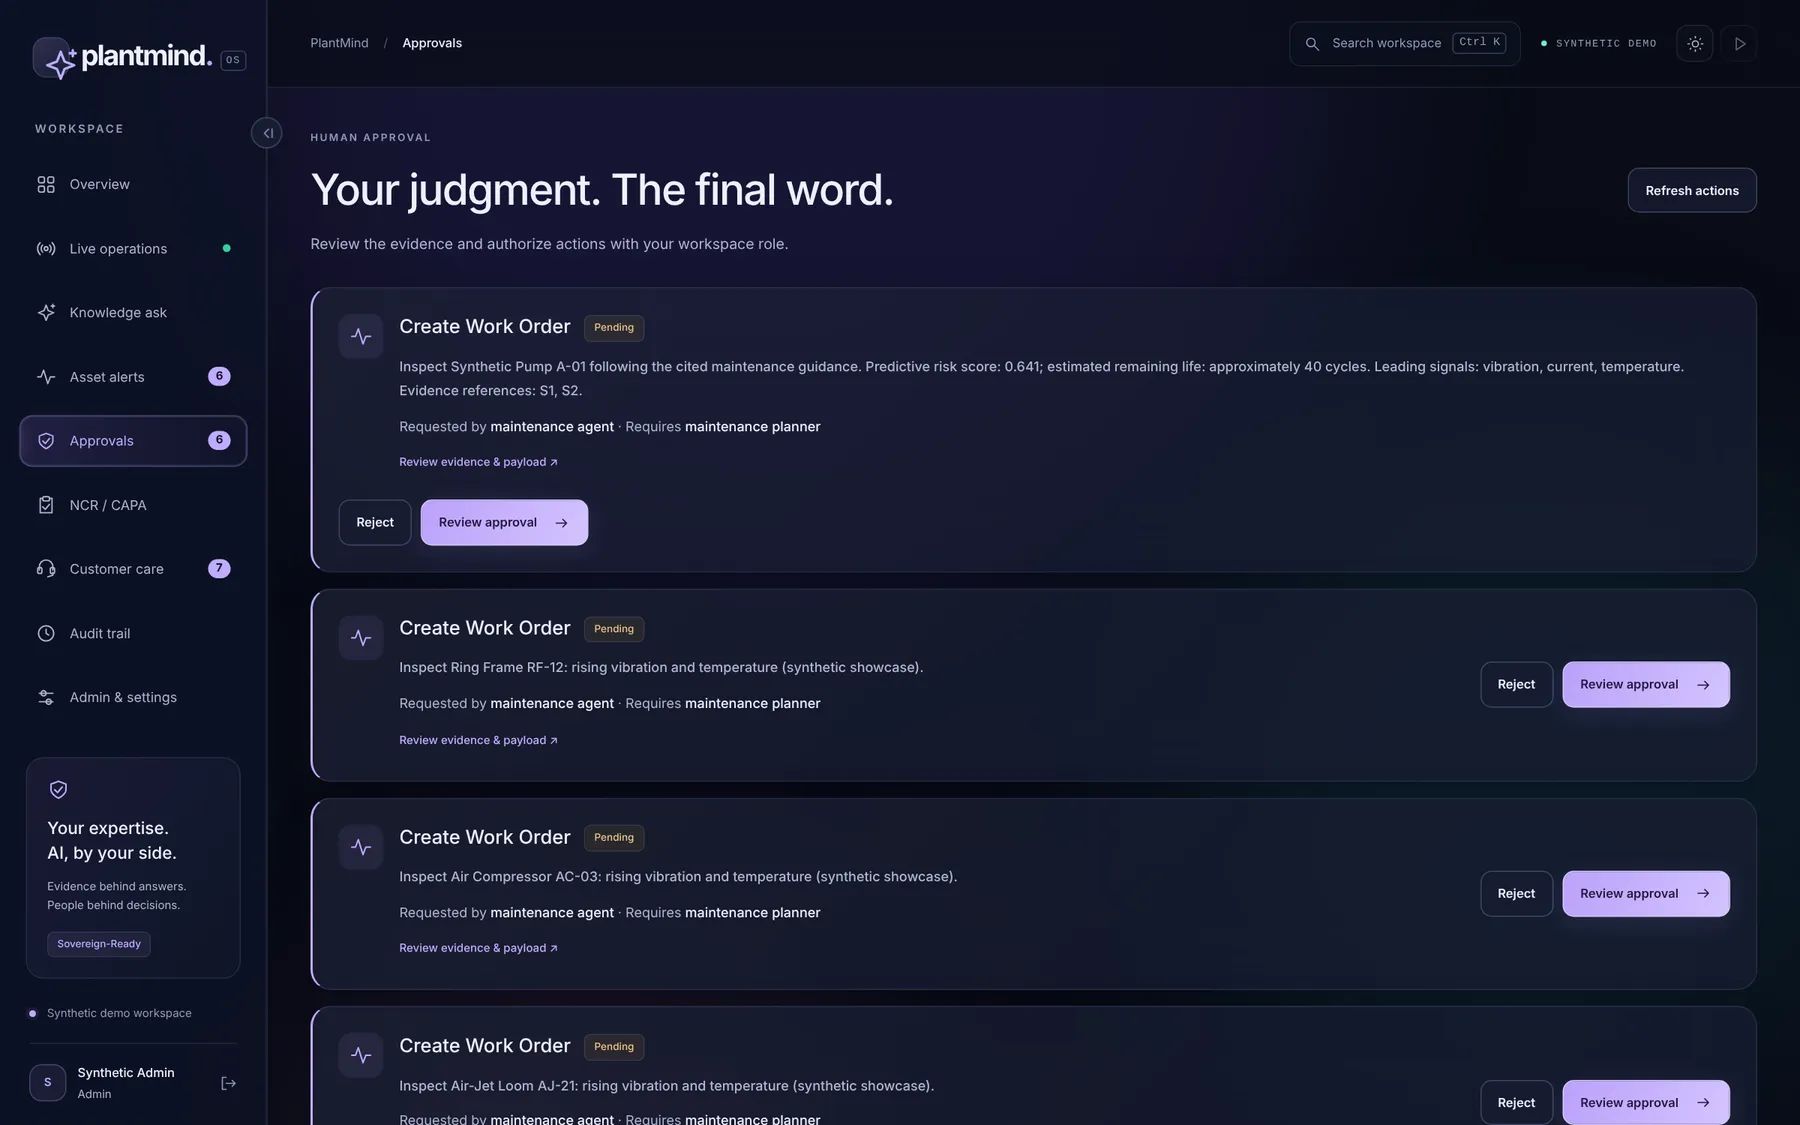 plantmind. OS
WORKSPACE
Overview
Live operations
Knowledge ask
Asset alerts 6
Approvals 6
NCR / CAPA
Customer care 7
Audit trail
Admin & settings
Your expertise.
AI, by your side.
Evidence behind answers.
People behind decisions.
Sovereign-Ready
Synthetic demo workspace
S
Synthetic Admin
Admin
PlantMind / Approvals
Search workspace Ctrl K
SYNTHETIC DEMO
HUMAN APPROVAL
Your judgment. The final word.
Review the evidence and authorize actions with your workspace role.
Refresh actions
Create Work Order Pending
Inspect Synthetic Pump A-01 following the cited maintenance guidance. Predictive risk score: 0.641; estimated remaining life: approximately 40 cycles. Leading signals: vibration, current, temperature.
Evidence references: S1, S2.
Requested by maintenance agent · Requires maintenance planner
Review evidence & payload ↗
Reject Review approval →
Create Work Order Pending
Inspect Ring Frame RF-12: rising vibration and temperature (synthetic showcase).
Requested by maintenance agent · Requires maintenance planner
Review evidence & payload ↗
Reject Review approval →
Create Work Order Pending
Inspect Air Compressor AC-03: rising vibration and temperature (synthetic showcase).
Requested by maintenance agent · Requires maintenance planner
Review evidence & payload ↗
Reject Review approval →
Create Work Order Pending
Inspect Air-Jet Loom AJ-21: rising vibration and temperature (synthetic showcase).
Requested by maintenance agent · Requires maintenance planner
Reject Review approval →